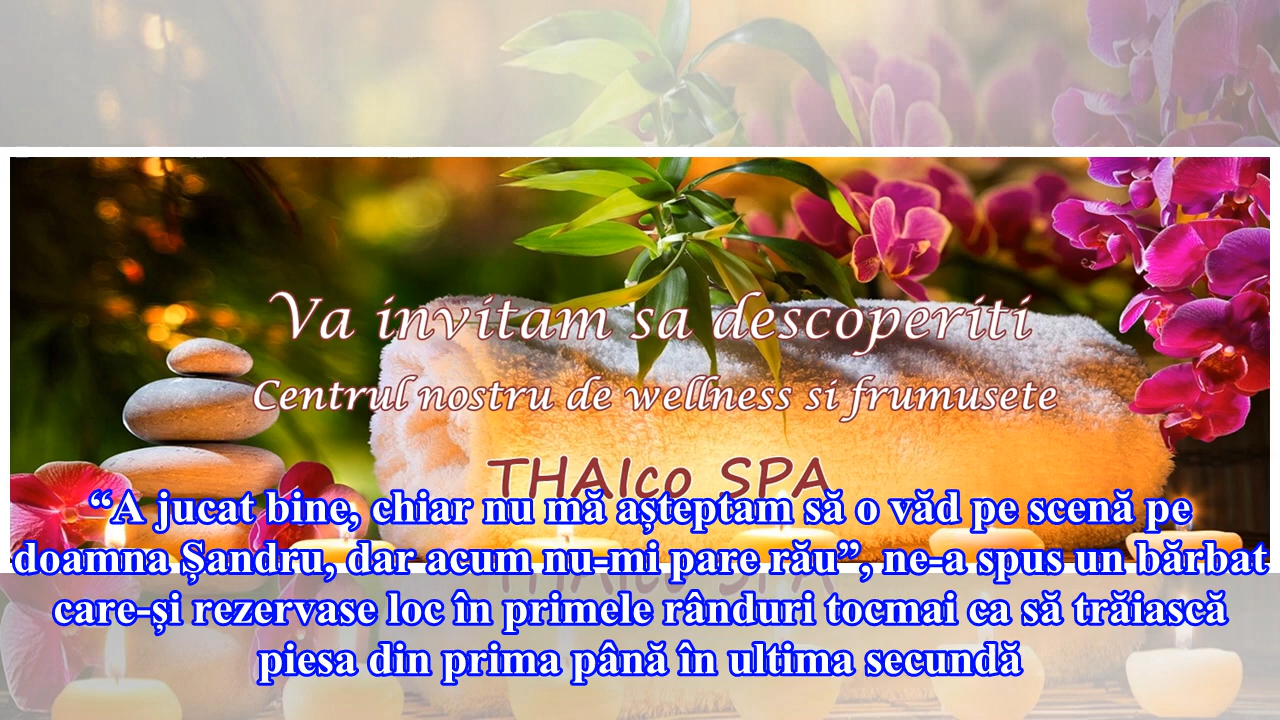 Va invitam sa descoperiti
Centrul nostru de wellness si frumusete
THAIco SPA
“A jucat bine, chiar nu mă așteptam să o văd pe scenă pe
doamna Șandru, dar acum nu-mi pare rău”, ne-a spus un bărbat
care-și rezervase loc în primele rânduri tocmai ca să trăiască
piesa din prima până în ultima secundă